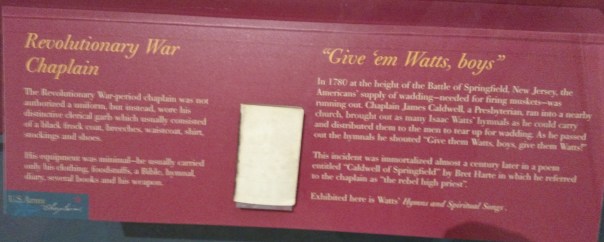 Revolutionary War
Chaplain
The Revolutionary War-period chaplain was not
authorized a uniform, but instead, wore his
distinctive clerical garb which usually consisted
of a black frock coat, breeches, waistcoat, shirt,
stockings and shoes.
His equipment was minimal—he usually carried
only his clothing, foodstuffs, a Bible, hymnal,
diary, several books and his weapon.
U.S. Army
Chaplain
"Give 'em Watts, boys"
In 1780 at the height of the Battle of Springfield, New Jersey, the
Americans' supply of wadding—needed for firing muskets—was
running out. Chaplain James Caldwell, a Presbyterian, ran into a nearby
church, brought out as many Isaac Watts' hymnals as he could carry
and distributed them to the men to tear up for wadding. As he passed
out the hymnals he shouted "Give them Watts, boys, give them Watts!"
This incident was immortalized almost a century later in a poem
entitled "Caldwell of Springfield" by Bret Harte in which he referred
to the chaplain as "the rebel high priest".
Exhibited here is Watts' Hymns and Spiritual Songs.